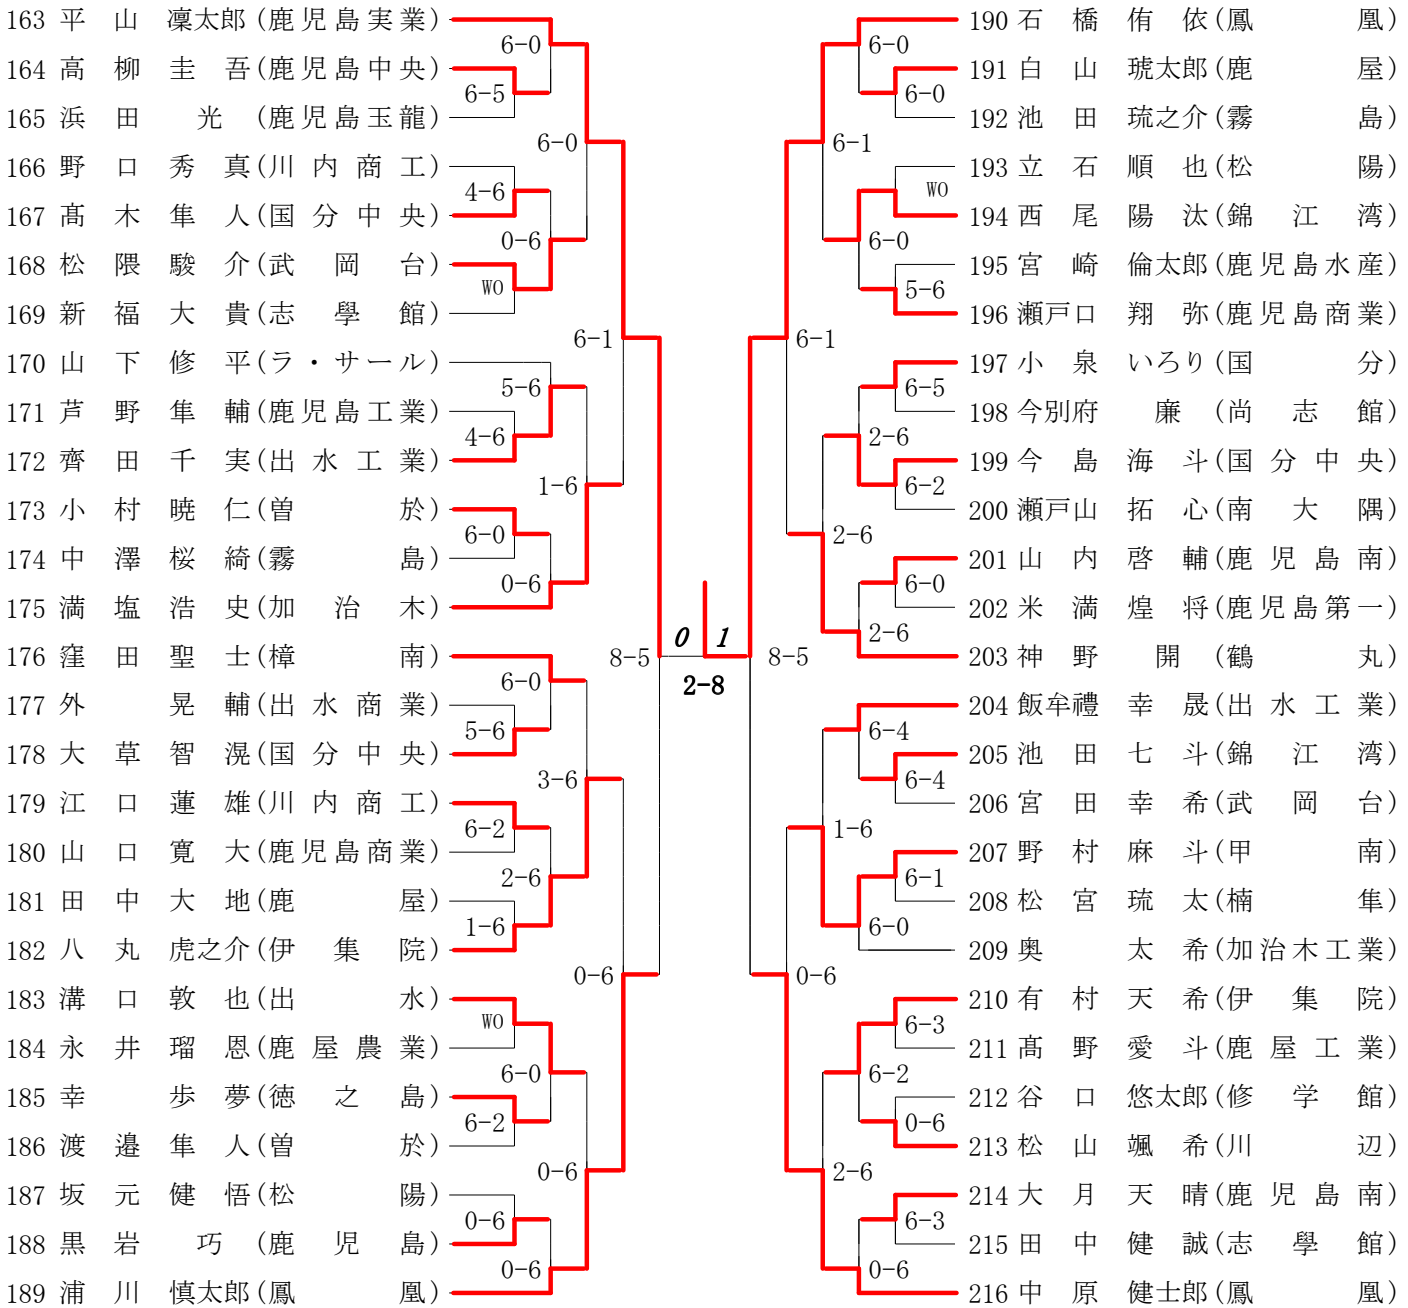 163 平山 凜太郎 (鹿児島実業)
164 高柳 圭吾 (鹿児島中央)
165 浜田 光 (鹿児島玉龍)
166 野口 秀真 (川内商工)
167 髙木 隼人 (国分中央)
168 松隈 駿介 (武岡台)
169 新福 大貴 (志學館)
170 山下 修平 (ラ・サール)
171 芦野 隼輔 (鹿児島工業)
172 齊田 千実 (出水工業)
173 小村 暁仁 (曽於)
174 中澤 桜綺 (霧島)
175 満塩 浩史 (加治木)
176 窪田 聖士 (樟南)
177 外 晃輔 (出水商業)
178 大草 智滉 (国分中央)
179 江口 蓮雄 (川内商工)
180 山口 寛大 (鹿児島商業)
181 田中 大地 (鹿屋)
182 八丸 虎之介 (伊集院)
183 溝口 敦也 (出水)
184 永井 瑠恩 (鹿屋農業)
185 幸 歩夢 (徳之島)
186 渡邉 隼人 (曽於)
187 坂元 健悟 (松陽)
188 黒岩 巧 (鹿児島)
189 浦川 慎太郎 (鳳凰)
6-0
6-5
6-0
4-6
0-6
WO
6-1
5-6
4-6
1-6
6-0
0-6
8-5
6-0
5-6
3-6
6-2
2-6
1-6
0-6
WO
6-0
6-2
0-6
0-6
0-6
0 1
2-8
190 石橋 侑依 (鳳凰)
191 白山 琥太郎 (鹿屋)
192 池田 琉之介 (霧島)
193 立石 順也 (松陽)
194 西尾 陽汰 (錦江湾)
195 宮崎 倫太郎 (鹿児島水産)
196 瀬戸口 翔弥 (鹿児島商業)
197 小泉 いろり (国分)
198 今別府 廉 (尚志館)
199 今島 海斗 (国分中央)
200 瀬戸山 拓心 (南大隅)
201 山内 啓輔 (鹿児島南)
202 米満 煌将 (鹿児島第一)
203 神野 開 (鶴丸)
204 飯牟禮 幸晟 (出水工業)
205 池田 七斗 (錦江湾)
206 宮田 幸希 (武岡台)
207 野村 麻斗 (甲南)
208 松宮 琉太 (楠隼)
209 奥 太希 (加治木工業)
210 有村 天希 (伊集院)
211 髙野 愛斗 (鹿屋工業)
212 谷口 悠太郎 (修学館)
213 松山 颯希 (川辺)
214 大月 天晴 (鹿児島南)
215 田中 健誠 (志學館)
216 中原 健士郎 (鳳凰)
6-0
6-0
6-1
WO
6-0
5-6
6-1
6-5
2-6
6-2
2-6
6-0
2-6
8-5
6-4
6-4
1-6
6-1
6-0
0-6
6-3
6-2
0-6
2-6
6-3
0-6